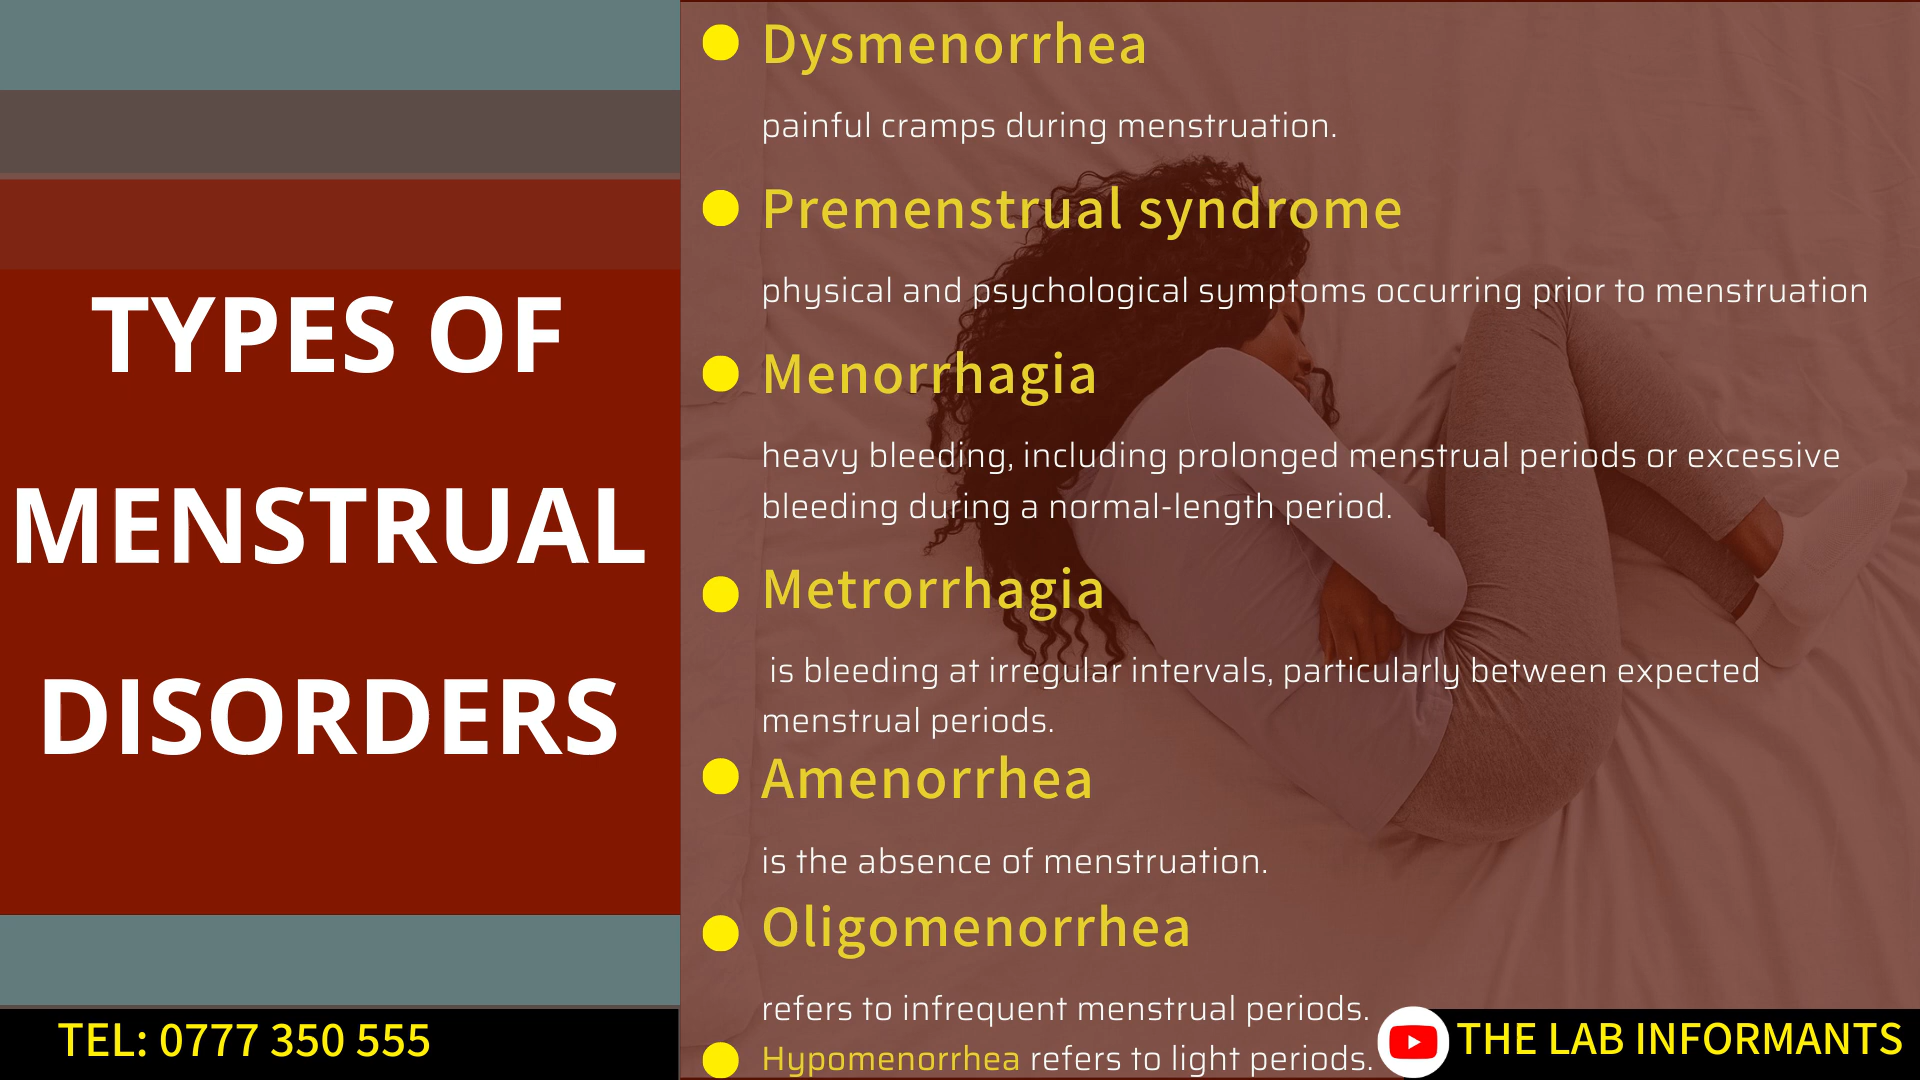 TYPES OF
MENSTRUAL
DISORDERS
TEL: 0777 350 555
Dysmenorrhea
painful cramps during menstruation.
Premenstrual syndrome
physical and psychological symptoms occurring prior to menstruation
Menorrhagia
heavy bleeding, including prolonged menstrual periods or excessive
bleeding during a normal-length period.
Metrorrhagia
is bleeding at irregular intervals, particularly between expected
menstrual periods.
Amenorrhea
is the absence of menstruation.
Oligomenorrhea
refers to infrequent menstrual periods.
Hypomenorrhea refers to light periods.
THE LAB INFORMANTS